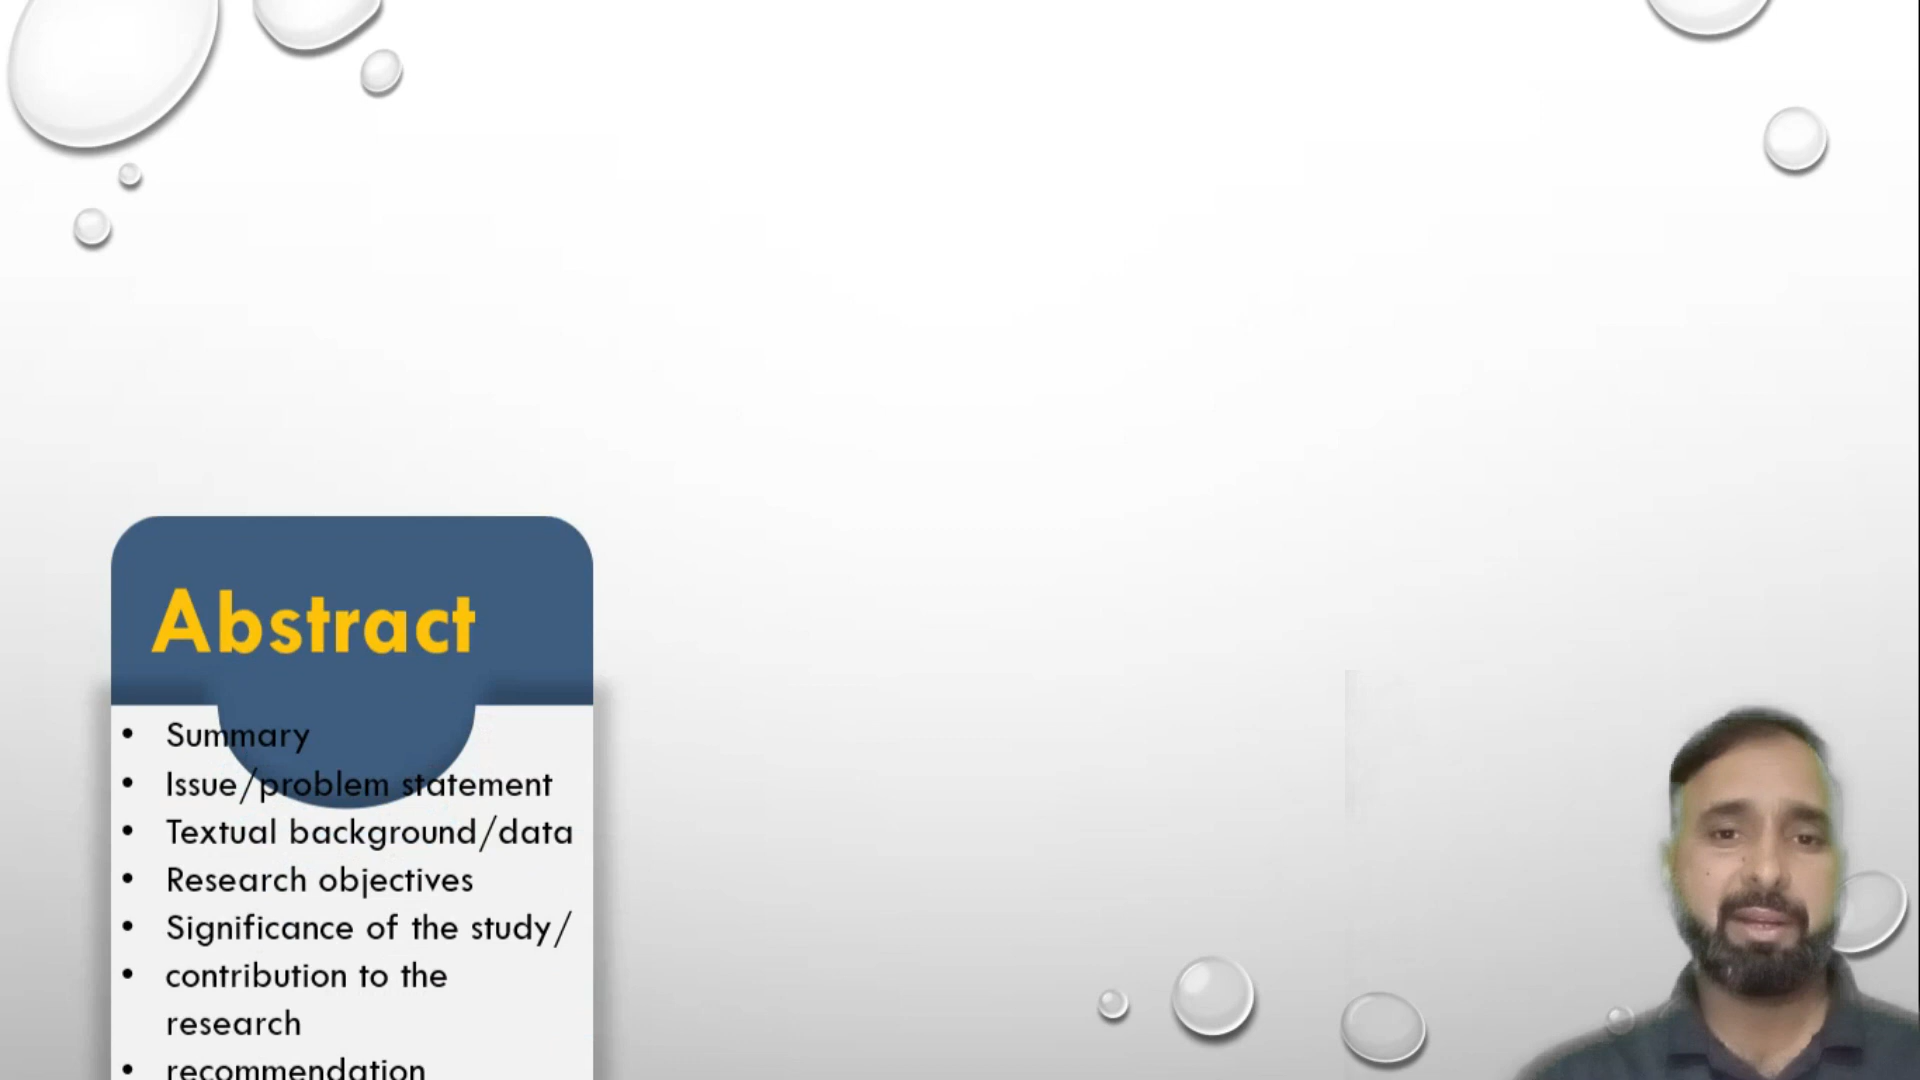 Abstract
• Summary
• Issue/problem statement
• Textual background/data
• Research objectives
• Significance of the study/
• contribution to the
research
• recommendation